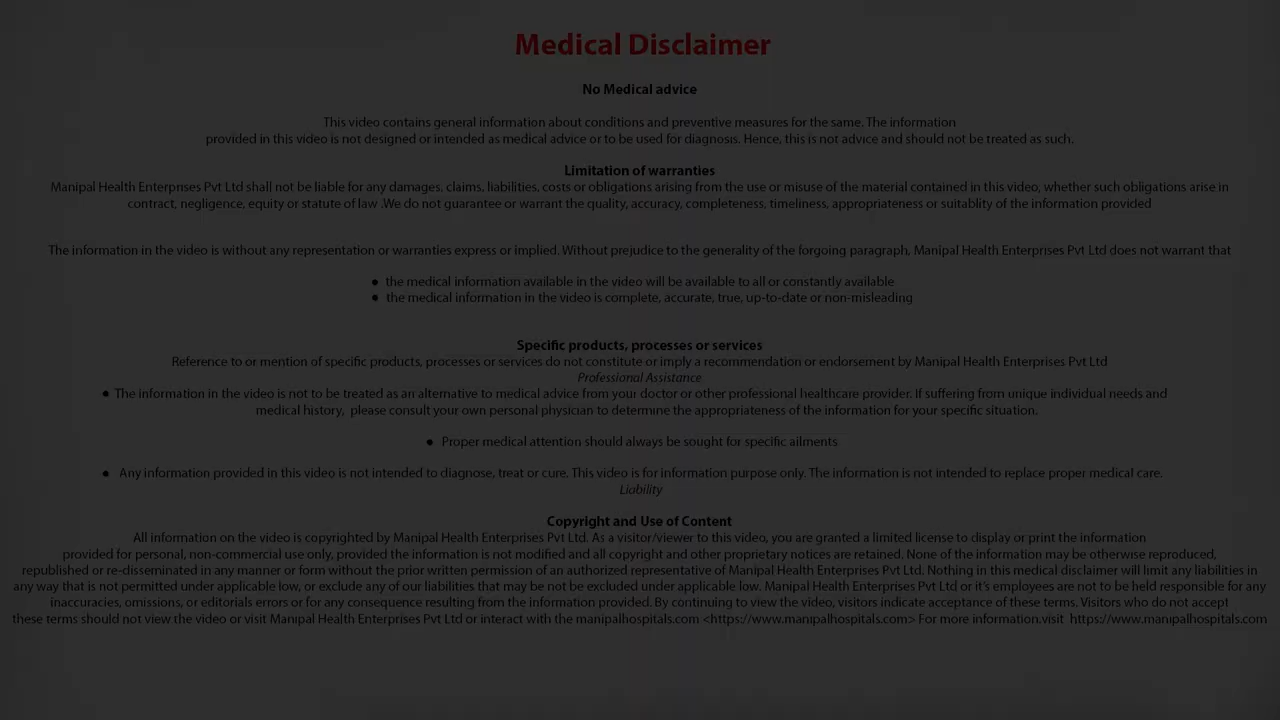 Medical Disclaimer
No Medical advice
This video contains general information about conditions and preventive measures for the same. The information
provided in this video is not designed or intended as medical advice or to be used for diagnosis. Hence, this is not advice and should not be treated as such.
Limitation of warranties
Manipal Health Enterprises Pvt Ltd shall not be liable for any damages, claims, liabilities, costs or obligations arising from the use or misuse of the material contained in this video, whether such obligations arise in
contract, negligence, equity or statute of law .We do not guarantee or warrant the quality, accuracy, completeness, timeliness, appropriateness or suitablity of the information provided
The information in the video is without any representation or warranties express or implied. Without prejudice to the generality of the forgoing paragraph, Manipal Health Enterprises Pvt Ltd does not warrant that
● the medical information available in the video will be available to all or constantly available
● the medical information in the video is complete, accurate, true, up-to-date or non-misleading
Specific products, processes or services
Reference to or mention of specific products, processes or services do not constitute or imply a recommendation or endorsement by Manipal Health Enterprises Pvt Ltd
Professional Assistance
● The information in the video is not to be treated as an alternative to medical advice from your doctor or other professional healthcare provider. If suffering from unique individual needs and
medical history, please consult your own personal physician to determine the appropriateness of the information for your specific situation.
● Proper medical attention should always be sought for specific ailments
● Any information provided in this video is not intended to diagnose, treat or cure. This video is for information purpose only. The information is not intended to replace proper medical care.
Liability
Copyright and Use of Content
All information on the video is copyrighted by Manipal Health Enterprises Pvt Ltd. As a visitor/viewer to this video, you are granted a limited license to display or print the information
provided for personal, non-commercial use only, provided the information is not modified and all copyright and other proprietary notices are retained. None of the information may be otherwise reproduced,
republished or re-disseminated in any manner or form without the prior written permission of an authorized representative of Manipal Health Enterprises Pvt Ltd. Nothing in this medical disclaimer will limit any liabilities in
any way that is not permitted under applicable low, or exclude any of our liabilities that may be not be excluded under applicable low. Manipal Health Enterprises Pvt Ltd or it's employees are not to be held responsible for any
inaccuracies, omissions, or editorials errors or for any consequence resulting from the information provided. By continuing to view the video, visitors indicate acceptance of these terms. Visitors who do not accept
these terms should not view the video or visit Manipal Health Enterprises Pvt Ltd or interact with the manipalhospitals.com <https://www.manipalhospitals.com> For more information.visit https://www.manipalhospitals.com